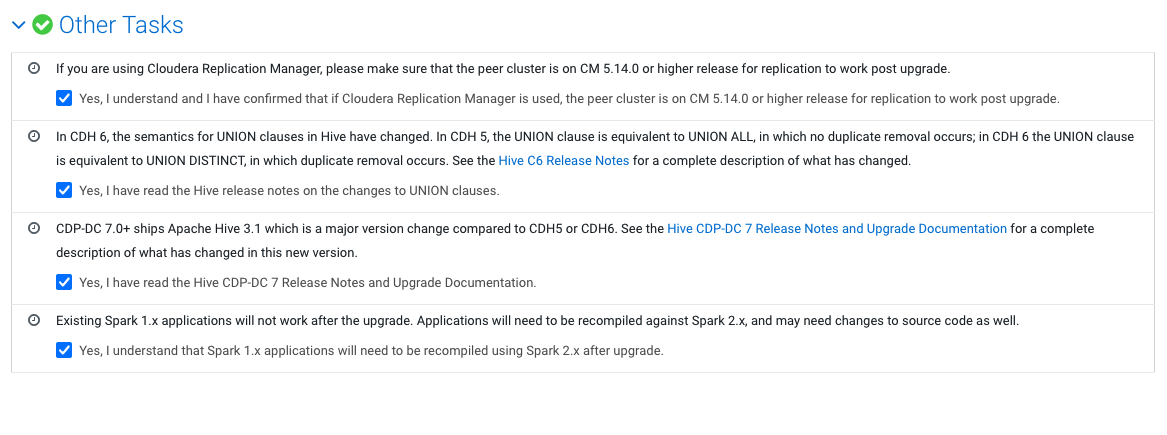 Other Tasks
If you are using Cloudera Replication Manager, please make sure that the peer cluster is on CM 5.14.0 or higher release for replication to work post upgrade.
Yes, I understand and I have confirmed that if Cloudera Replication Manager is used, the peer cluster is on CM 5.14.0 or higher release for replication to work post upgrade.
In CDH 6, the semantics for UNION clauses in Hive have changed. In CDH 5, the UNION clause is equivalent to UNION ALL, in which no duplicate removal occurs; in CDH 6 the UNION clause
is equivalent to UNION DISTINCT, in which duplicate removal occurs. See the Hive C6 Release Notes for a complete description of what has changed.
Yes, I have read the Hive release notes on the changes to UNION clauses.
CDP-DC 7.0+ ships Apache Hive 3.1 which is a major version change compared to CDH5 or CDH6. See the Hive CDP-DC 7 Release Notes and Upgrade Documentation for a complete
description of what has changed in this new version.
Yes, I have read the Hive CDP-DC 7 Release Notes and Upgrade Documentation.
Existing Spark 1.x applications will not work after the upgrade. Applications will need to be recompiled against Spark 2.x, and may need changes to source code as well.
Yes, I understand that Spark 1.x applications will need to be recompiled using Spark 2.x after upgrade.